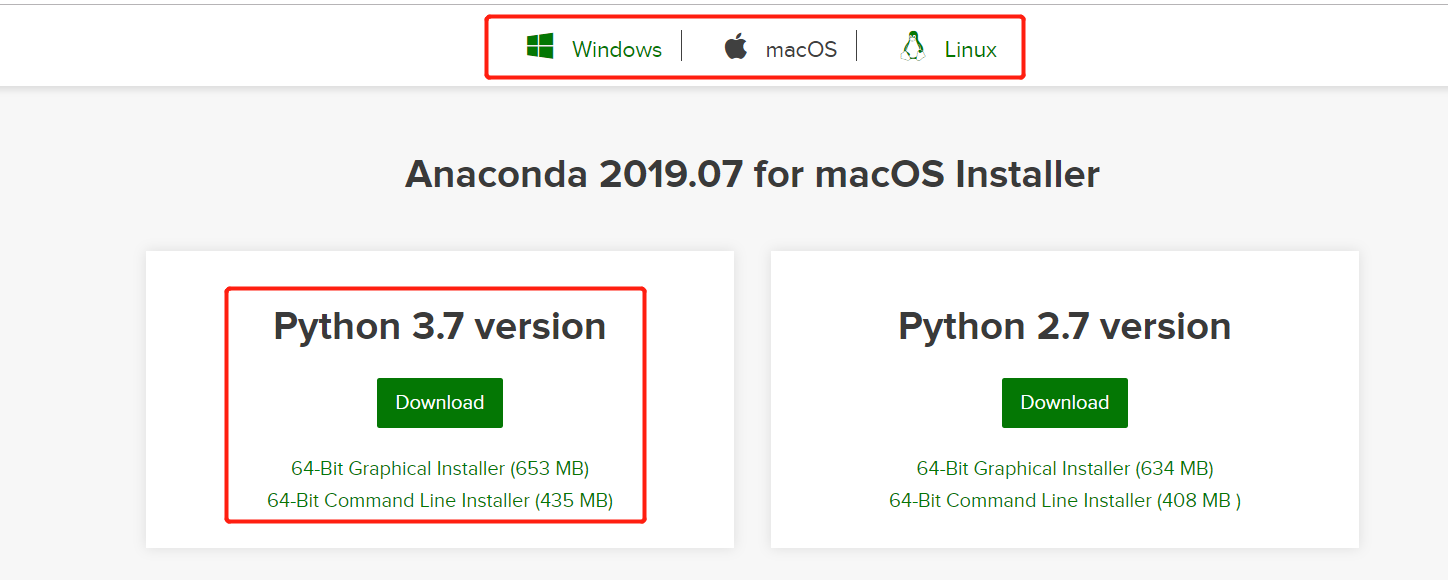 Windows macOS Linux
Anaconda 2019.07 for macOS Installer
Python 3.7 version
Download
64-Bit Graphical Installer (653 MB)
64-Bit Command Line Installer (435 MB)
Python 2.7 version
Download
64-Bit Graphical Installer (634 MB)
64-Bit Command Line Installer (408 MB )